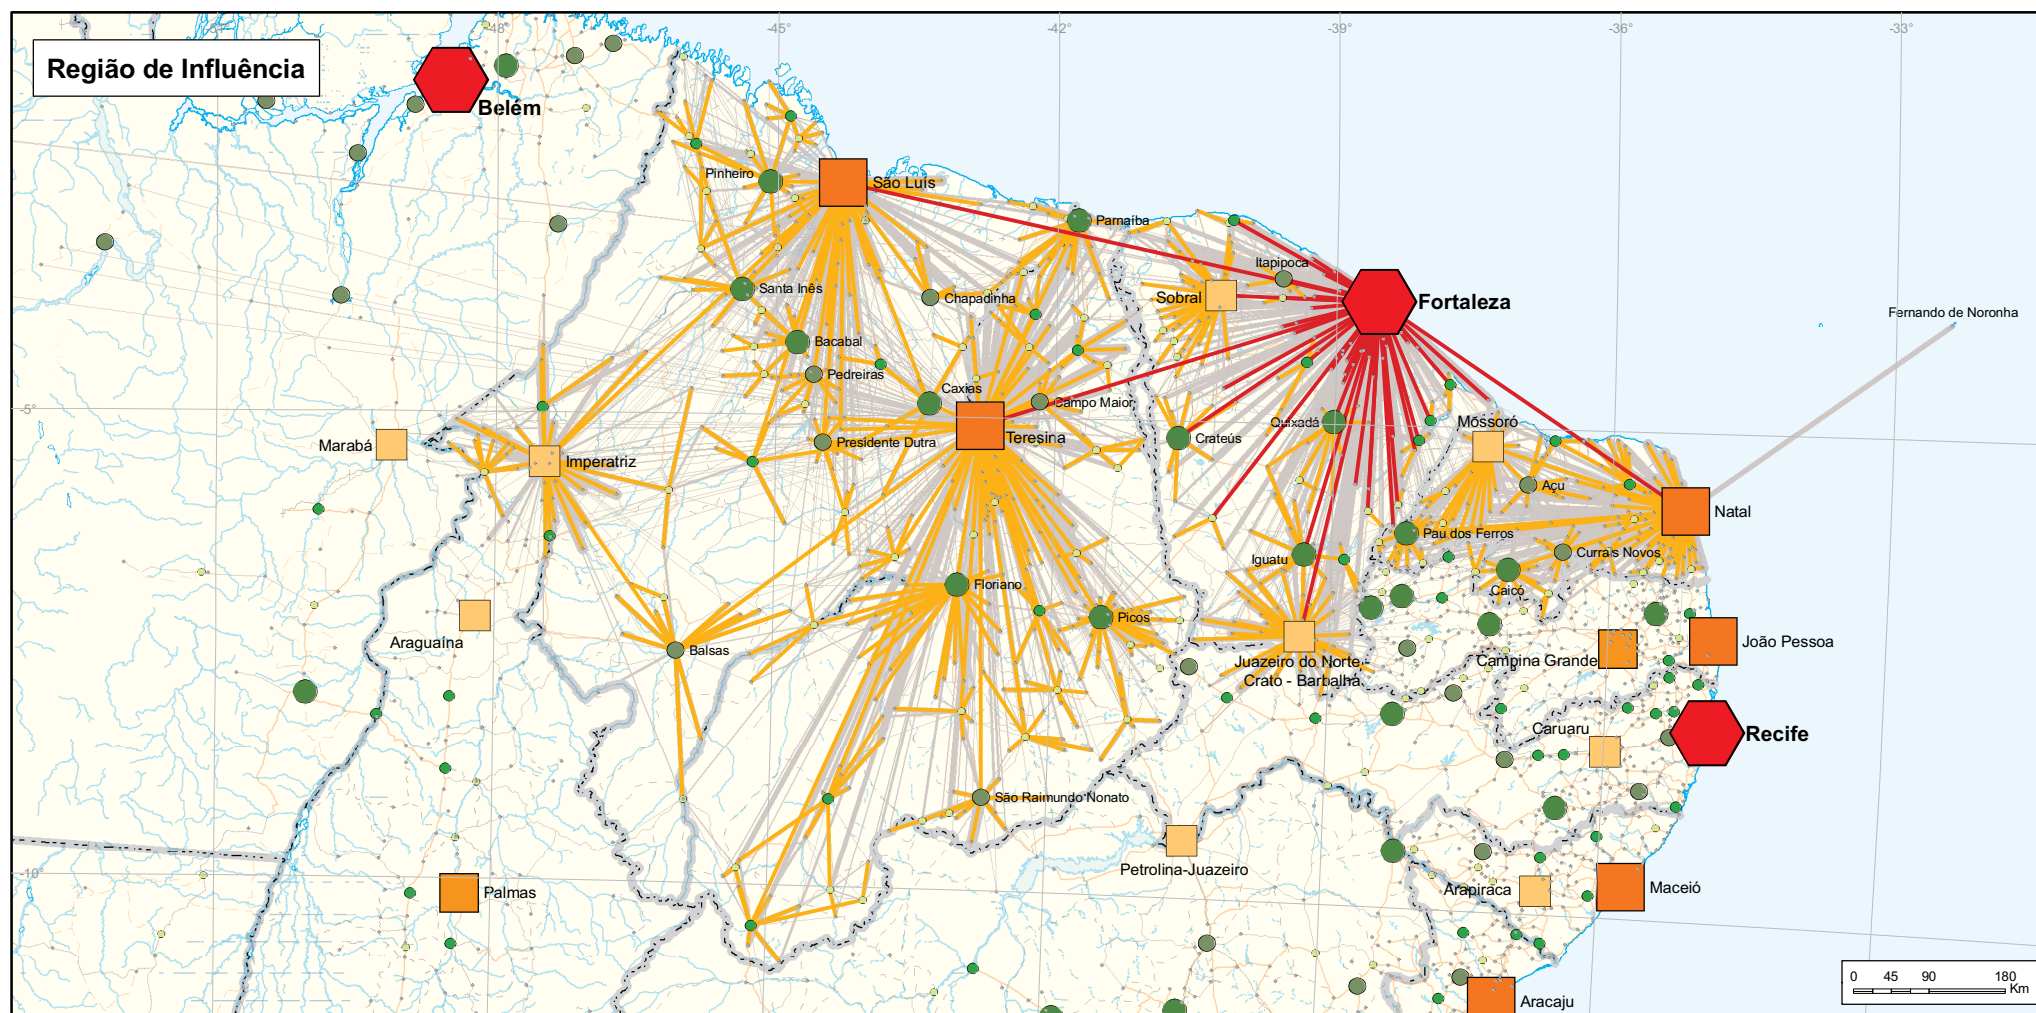 -48°
-45°
-42°
-39°
-36°
-33°
Região de Influência
Belém
Pinheiro
São Luís
Parnaíba
Itapipoca
Santa Inês
Chapadinha
Sobral
Fortaleza
Fernando de Noronha
Bacabal
Pedreiras
Caxias
Campo Maior
-5°
Marabá
Imperatriz
Presidente Dutra
Teresina
Crateús
Quixadá
Mossoró
Açu
Natal
Pau dos Ferros
Currais Novos
Iguatu
Floriano
Caicó
Picos
Araguaína
Balsas
Juazeiro do Norte -
Crato - Barbalha
Campina Grande
João Pessoa
Caruaru
Recife
São Raimundo Nonato
Petrolina-Juazeiro
-10°
Palmas
Arapiraca
Maceió
Aracaju
0 45 90 180
Km